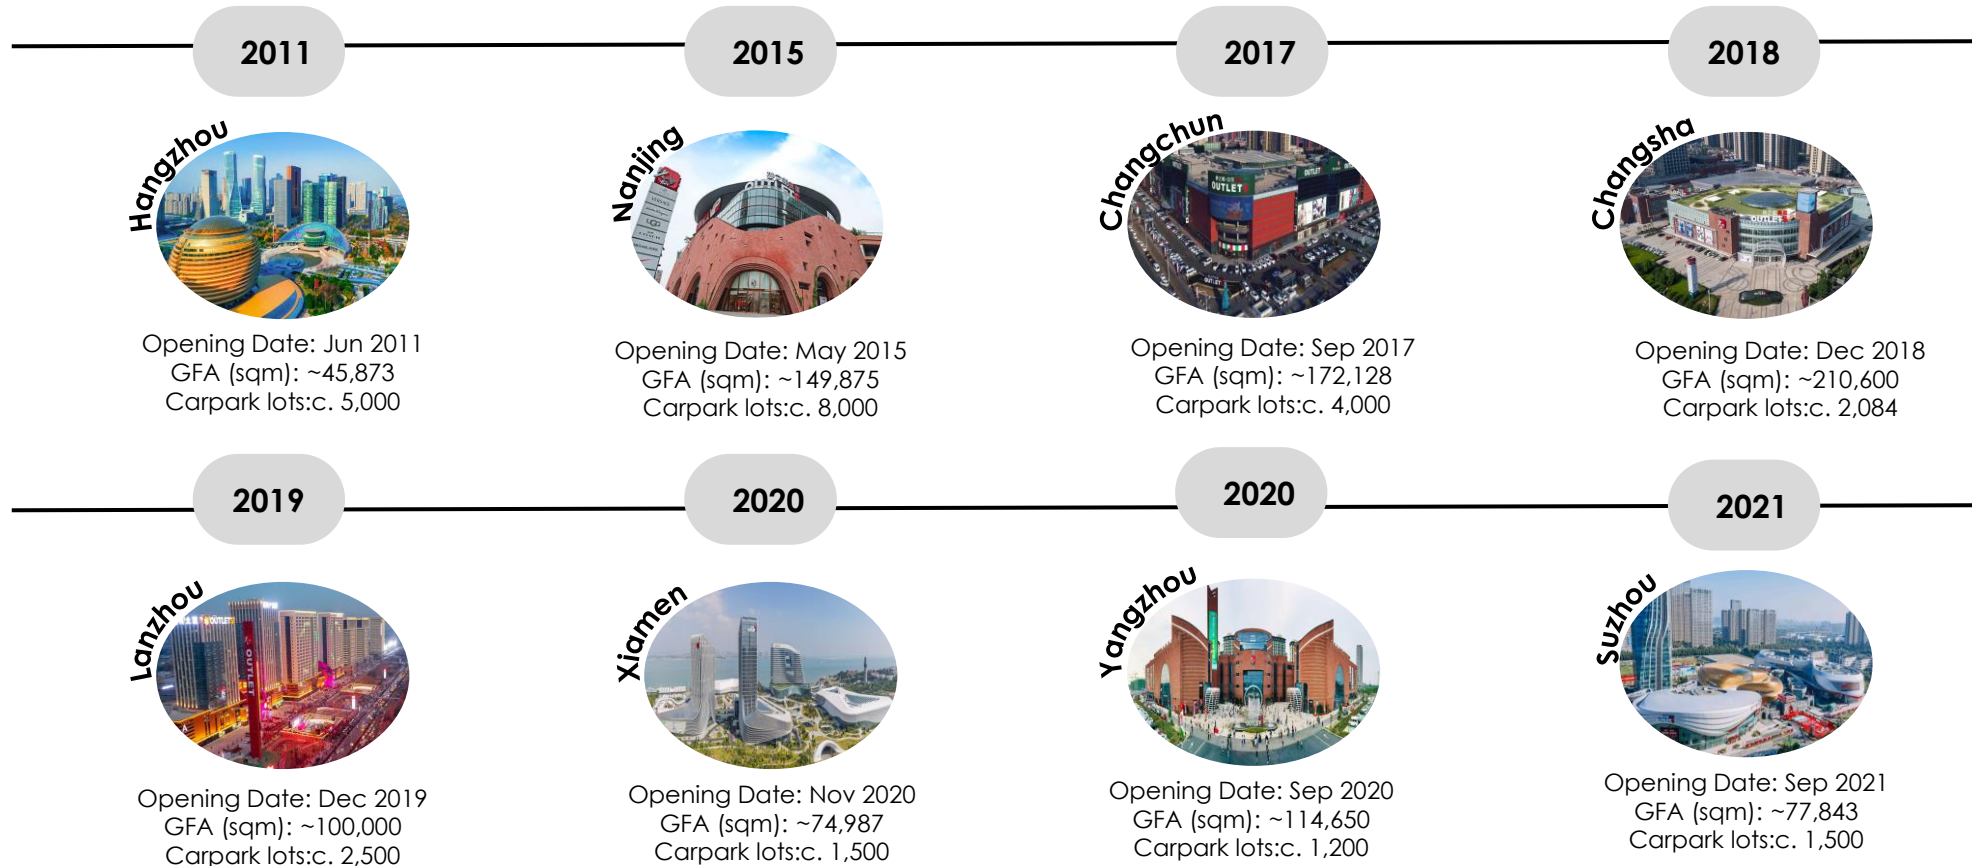 2011
2015
2017
2018
Hangzhou
Nanjing
Changchun
Changsha
OUTLETS
OUTLET
OUTLETS
Opening Date: Jun 2011
GFA (sqm): ~45,873
Carpark lots:c. 5,000
Opening Date: May 2015
GFA (sqm): ~149,875
Carpark lots:c. 8,000
Opening Date: Sep 2017
GFA (sqm): ~172,128
Carpark lots:c. 4,000
Opening Date: Dec 2018
GFA (sqm): ~210,600
Carpark lots:c. 2,084
2019
2020
2020
2021
Lanzhou
Xiamen
Yangzhou
Suzhou
OUTLETS
OUTLET
Opening Date: Dec 2019
GFA (sqm): ~100,000
Carpark lots:c. 2,500
Opening Date: Nov 2020
GFA (sqm): ~74,987
Carpark lots:c. 1,500
Opening Date: Sep 2020
GFA (sqm): ~114,650
Carpark lots:c. 1,200
Opening Date: Sep 2021
GFA (sqm): ~77,843
Carpark lots:c. 1,500